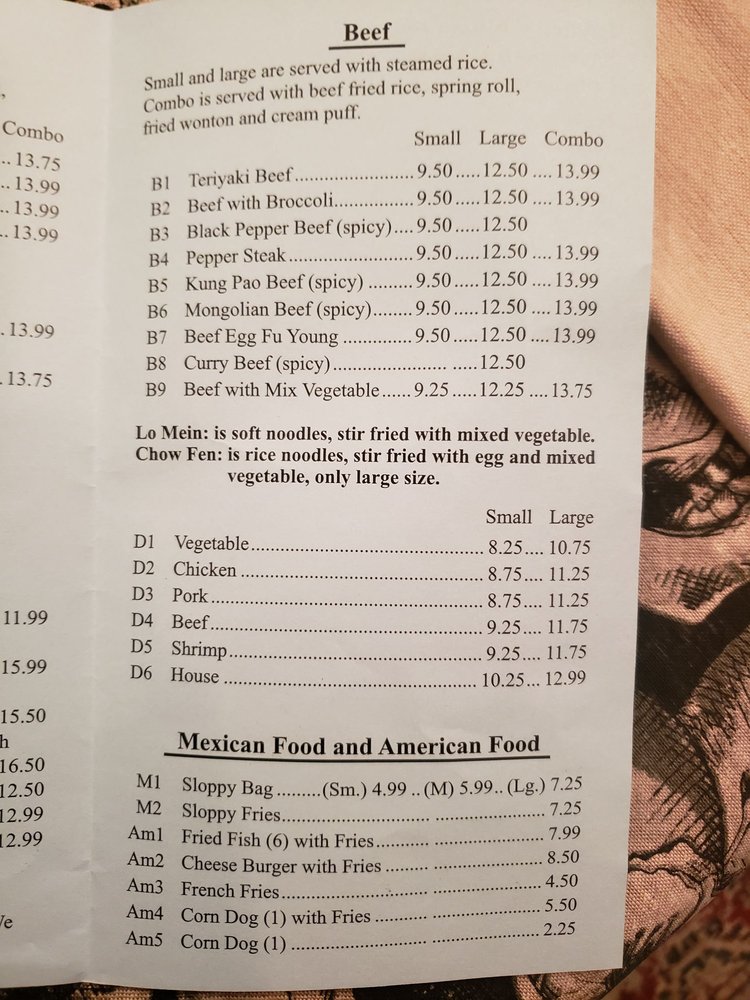 ,
Combo
.. 13.75
.. 13.99
.. 13.99
.. 13.99
. 13.99
. 13.75
11.99
15.99
15.50
h
16.50
12.50
12.99
12.99
Ve
Beef
Small and large are served with steamed rice.
Combo is served with beef fried rice, spring roll,
fried wonton and cream puff.
Small Large Combo
B1 Teriyaki Beef........................9.50.....12.50....13.99
B2 Beef with Broccoli................9.50.....12.50....13.99
B3 Black Pepper Beef (spicy)....9.50.....12.50
B4 Pepper Steak.........................9.50.....12.50....13.99
B5 Kung Pao Beef (spicy).........9.50.....12.50....13.99
B6 Mongolian Beef (spicy)........9.50.....12.50....13.99
B7 Beef Egg Fu Young..............9.50.....12.50....13.99
B8 Curry Beef (spicy)....................... .....12.50
B9 Beef with Mix Vegetable......9.25.....12.25....13.75
Lo Mein: is soft noodles, stir fried with mixed vegetable.
Chow Fen: is rice noodles, stir fried with egg and mixed
vegetable, only large size.
Small Large
D1 Vegetable................................................8.25.... 10.75
D2 Chicken..................................................8.75.... 11.25
D3 Pork........................................................8.75.... 11.25
D4 Beef........................................................9.25.... 11.75
D5 Shrimp....................................................9.25.... 11.75
D6 House.....................................................10.25... 12.99
Mexican Food and American Food
M1 Sloppy Bag.........(Sm.) 4.99 .. (M) 5.99.. (Lg.) 7.25
M2 Sloppy Fries............................... ....................... 7.25
Am1 Fried Fish (6) with Fries........... ....................... 7.99
Am2 Cheese Burger with Fries......... ....................... 8.50
Am3 French Fries............................... ....................... 4.50
Am4 Corn Dog (1) with Fries........... ....................... 5.50
Am5 Corn Dog (1)............................. ....................... 2.25